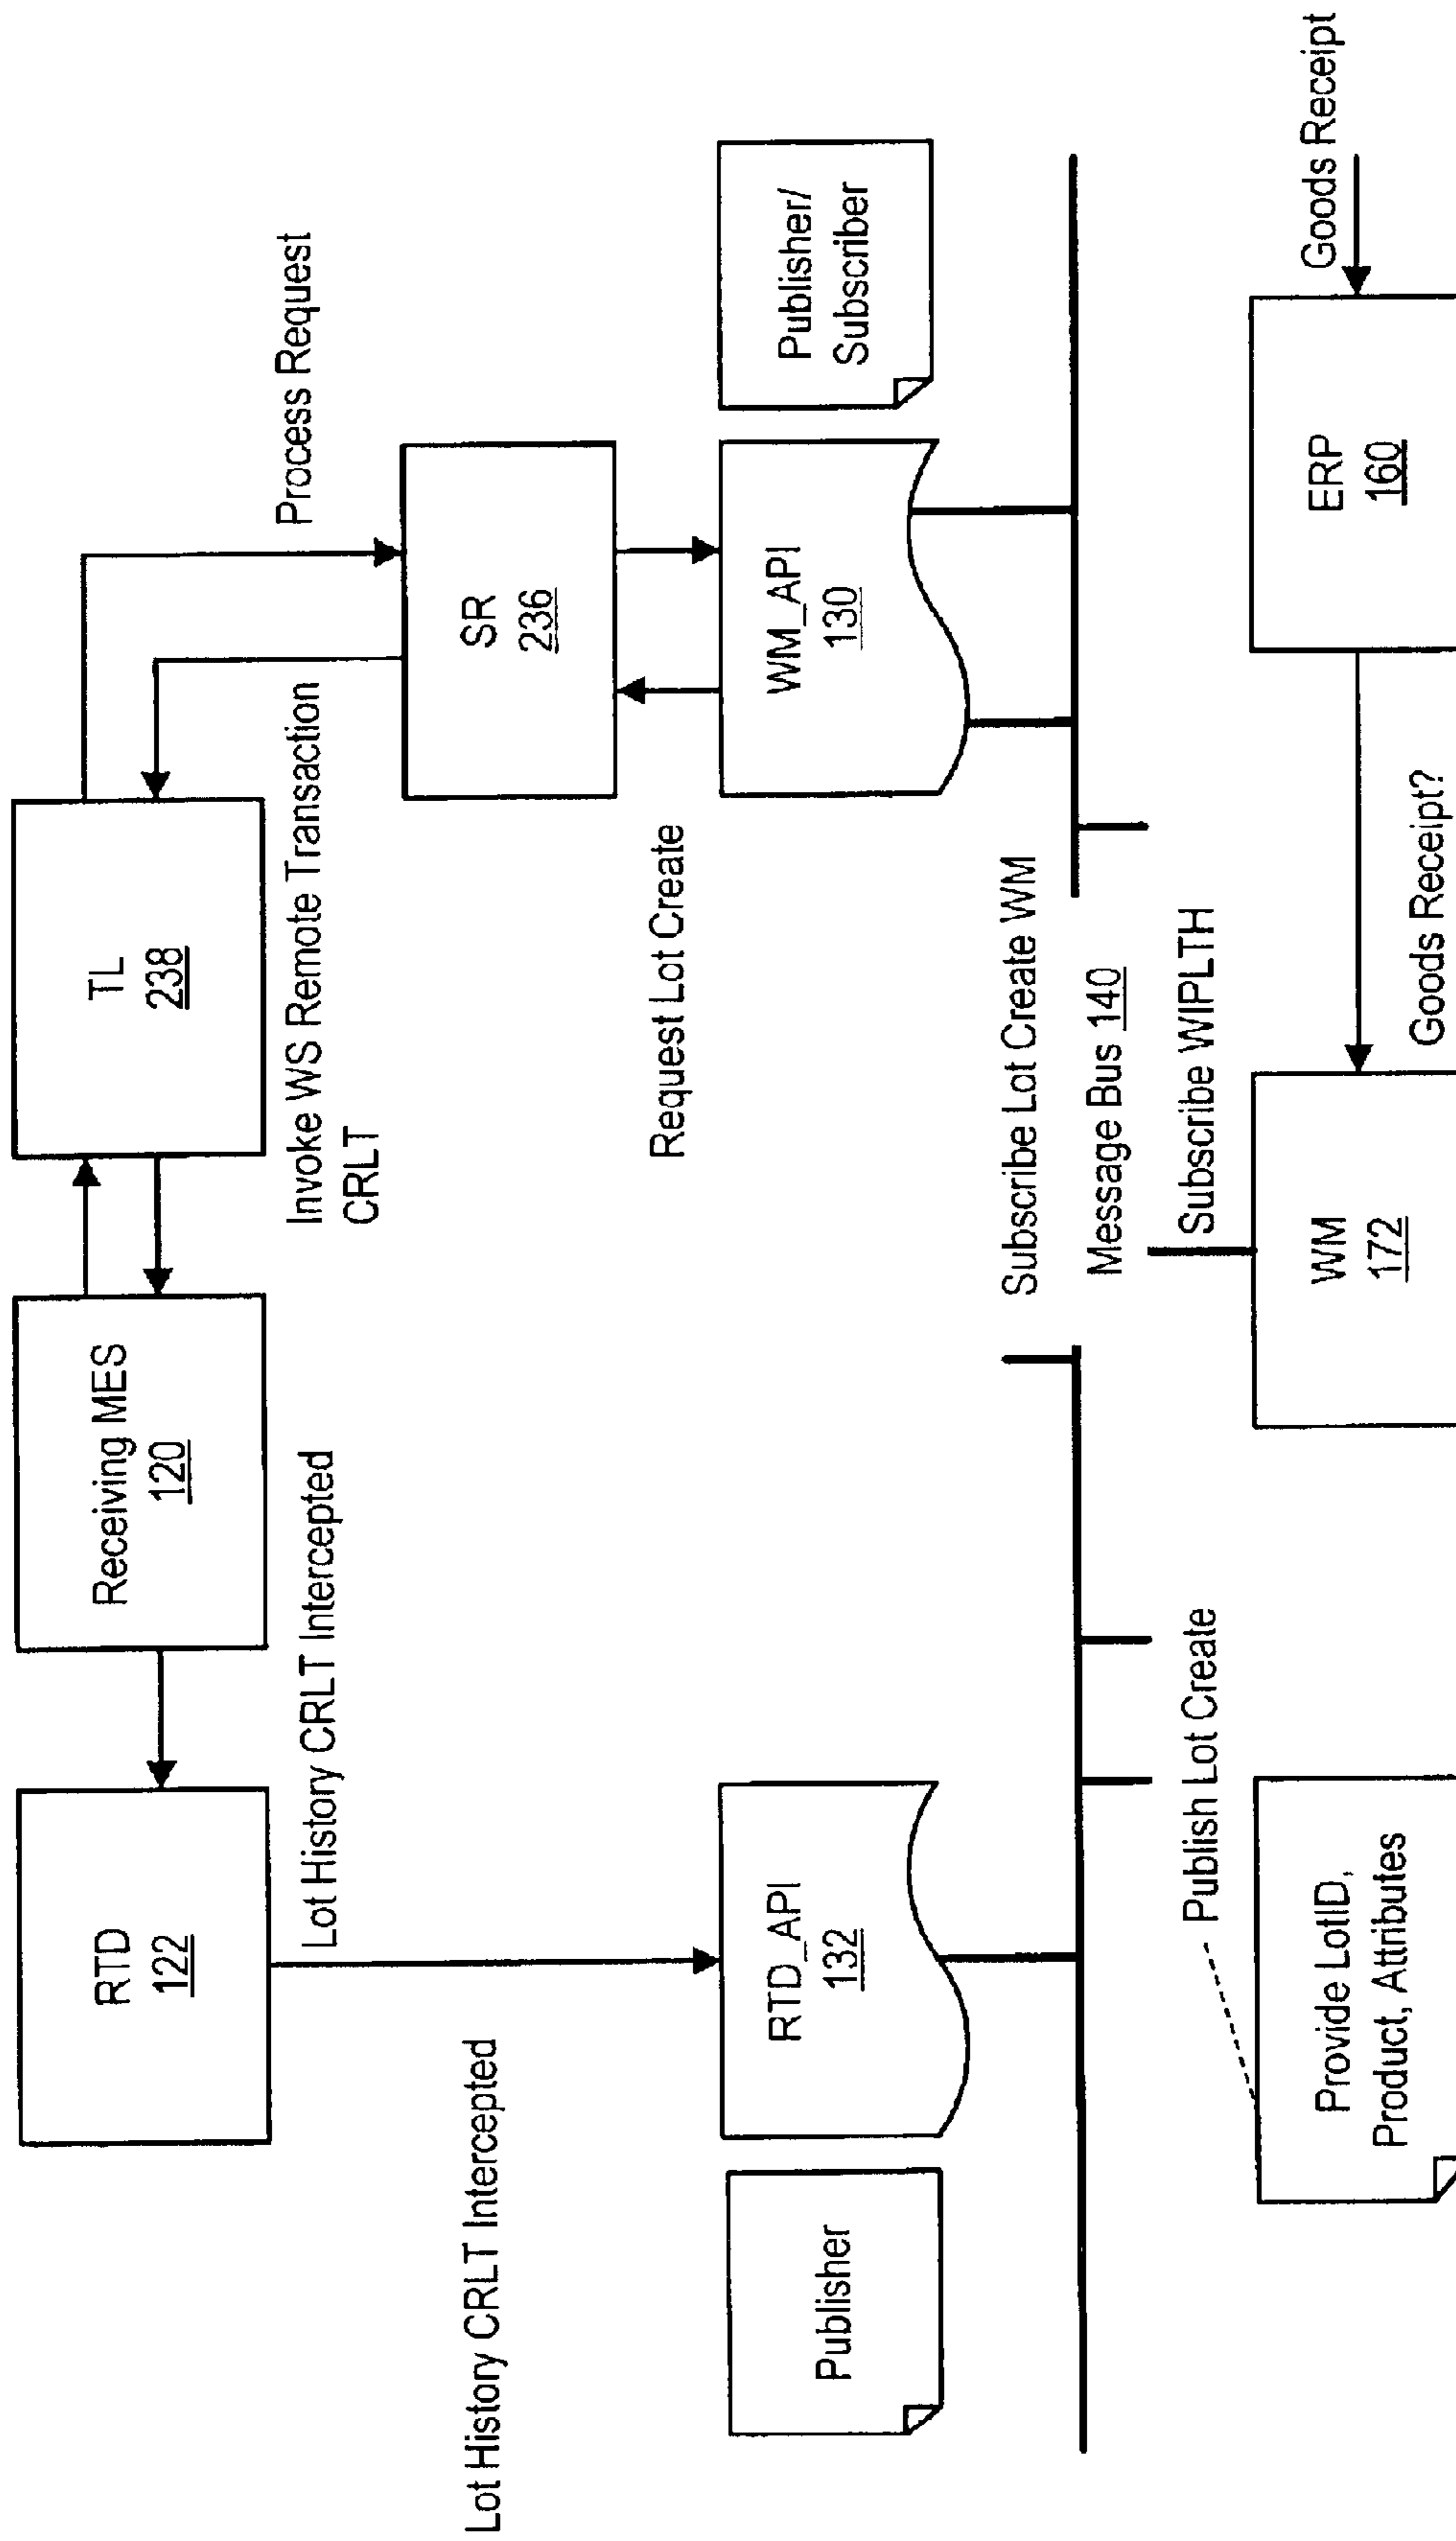 RTD
122
Receiving MES
120
TL
238
Lot History CRLT Intercepted
Invoke WS Remote Transaction
CRLT
Process Request
Lot History CRLT Intercepted
SR
236
Request Lot Create
Publisher
RTD_API
132
WM_API
130
Publisher/
Subscriber
Subscribe Lot Create WM
Message Bus 140
Publish Lot Create
Subscribe WIPLTH
Provide LotID,
Product, Attributes
WM
172
Goods Receipt?
ERP
160
Goods Receipt